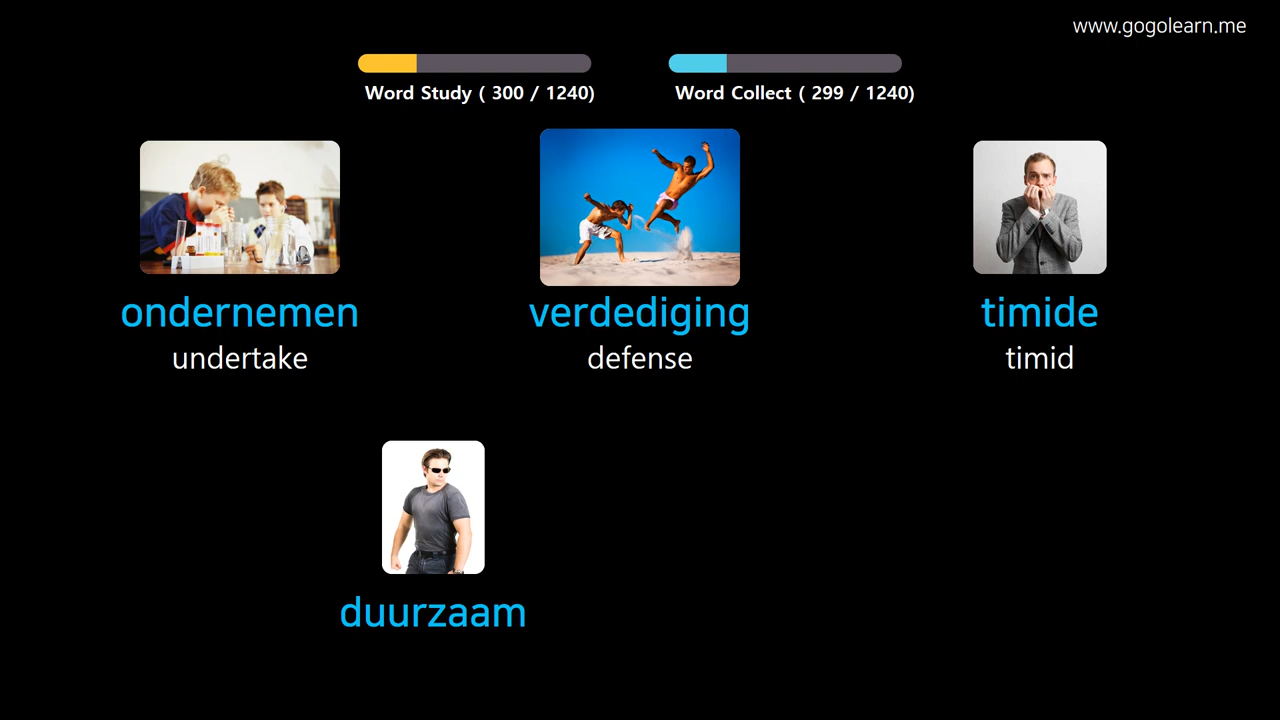 www.gogolearn.me
Word Study ( 300 / 1240)
Word Collect ( 299 / 1240)
ondernemen
undertake
verdediging
defense
timide
timid
duurzaam